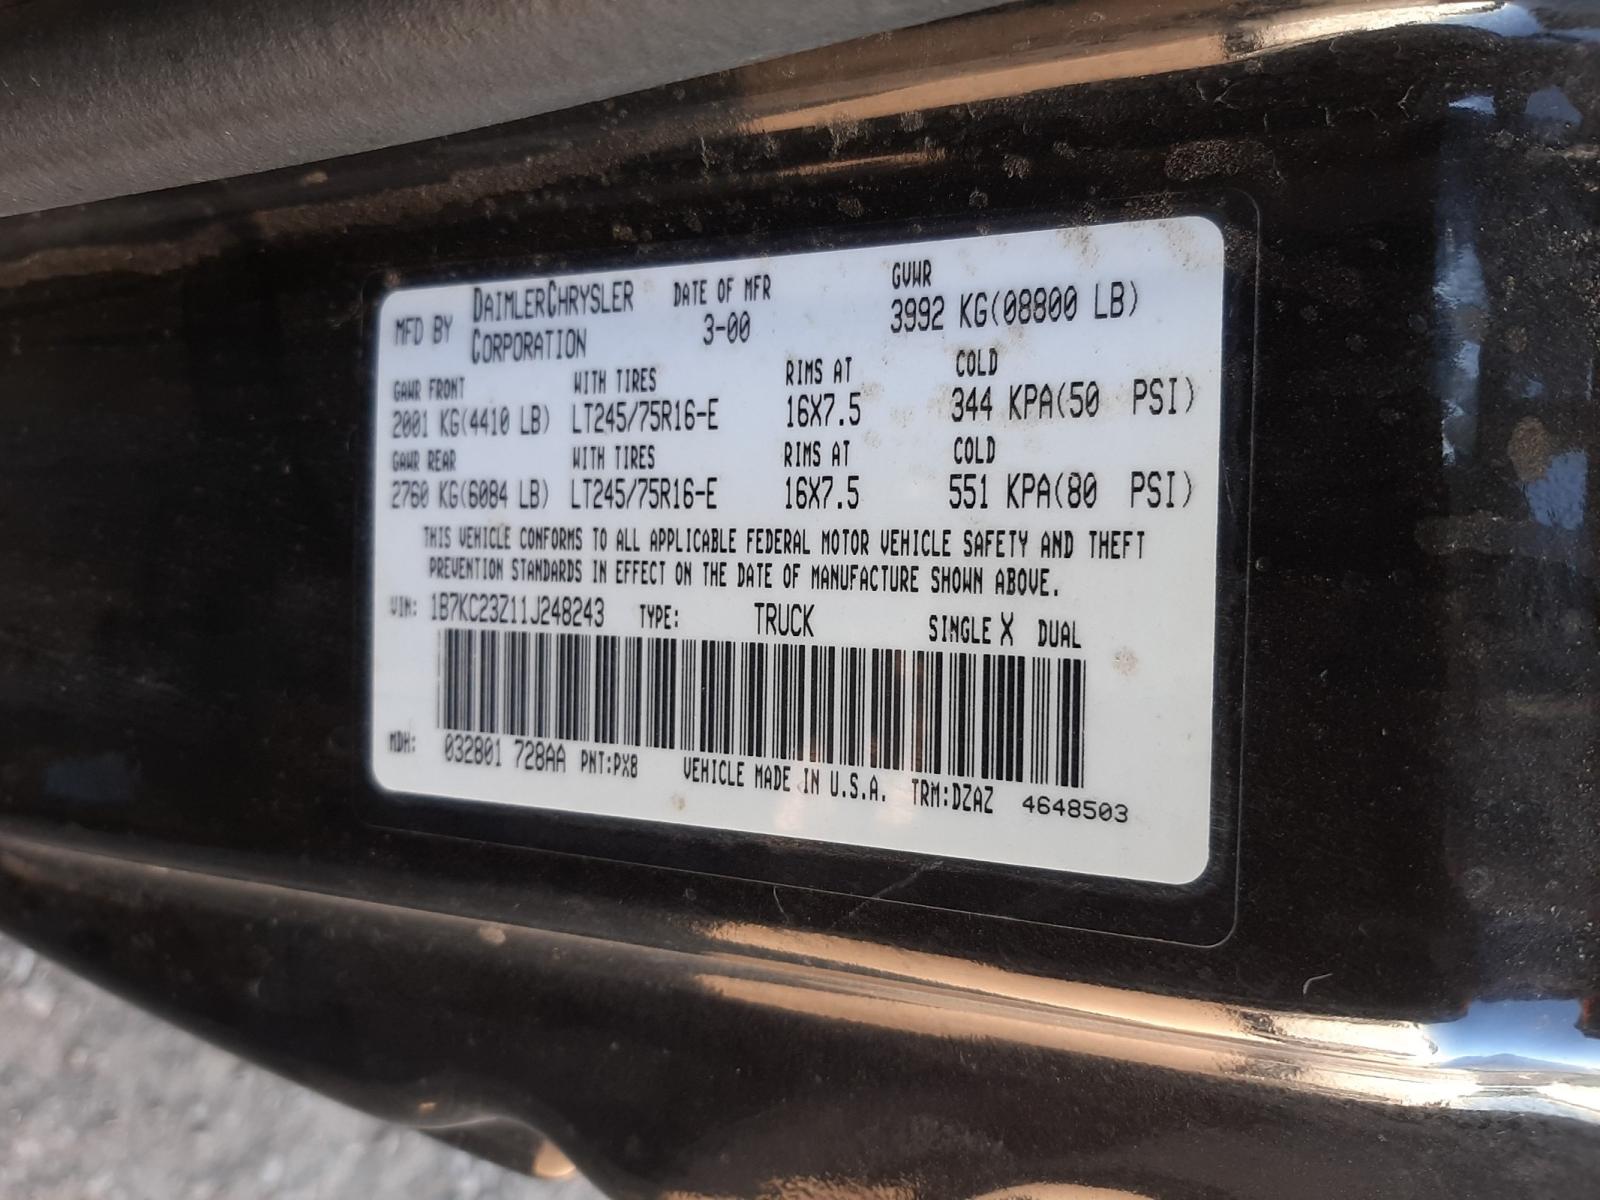 MFD BY DAIMLERCHRYSLER CORPORATION DATE OF MFR 3-00 GVWR 3992 KG(08800 LB)
GAWR FRONT WITH TIRES RIMS AT COLD
2001 KG(4410 LB) LT245/75R16-E 16X7.5 344 KPA(50 PSI)
GAWR REAR WITH TIRES RIMS AT COLD
2760 KG(6084 LB) LT245/75R16-E 16X7.5 551 KPA(80 PSI)
THIS VEHICLE CONFORMS TO ALL APPLICABLE FEDERAL MOTOR VEHICLE SAFETY AND THEFT
PREVENTION STANDARDS IN EFFECT ON THE DATE OF MANUFACTURE SHOWN ABOVE.
VIN: 1B7KC23Z11J248243 TYPE: TRUCK SINGLE X DUAL
MDH: 032801 728AA PNT:PX8 VEHICLE MADE IN U.S.A. TRM:DZAZ 4648503